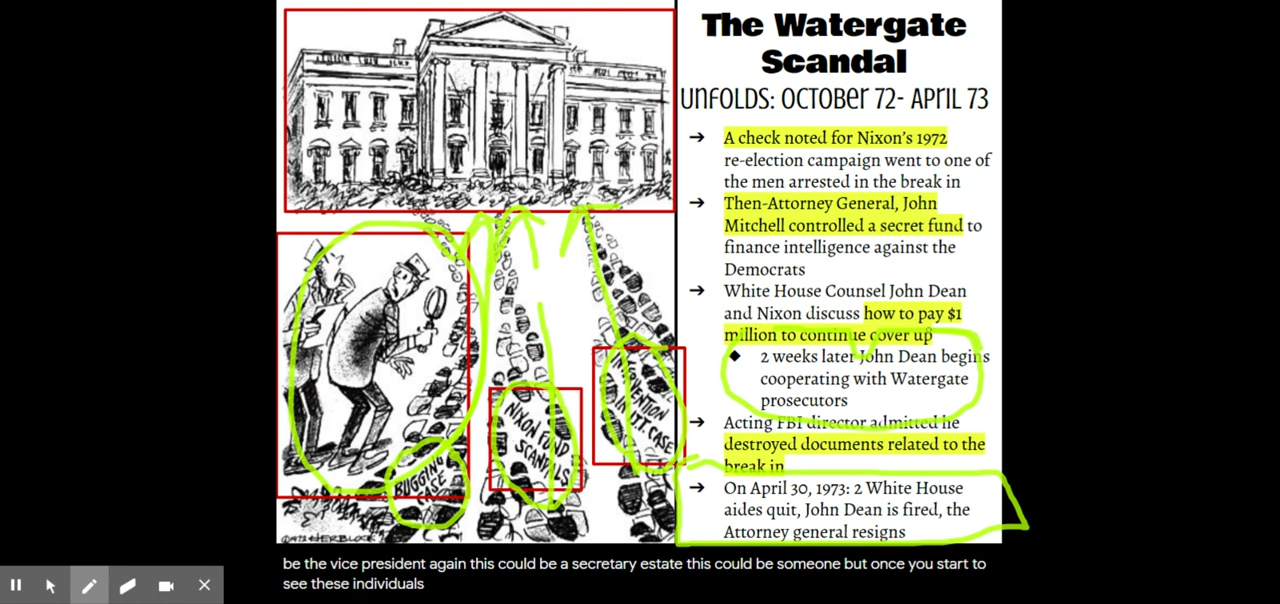 The Watergate
Scandal
UNFOLDS: OCTOBER 72- APRIL 73
➔ A check noted for Nixon's 1972
re-election campaign went to one of
the men arrested in the break in
➔ Then-Attorney General, John
Mitchell controlled a secret fund to
finance intelligence against the
Democrats
➔ White House Counsel John Dean
and Nixon discuss how to pay $1
million to continue cover up
◆ 2 weeks later John Dean begins
cooperating with Watergate
prosecutors
➔ Acting FBI director admitted he
destroyed documents related to the
break in
➔ On April 30, 1973: 2 White House
aides quit, John Dean is fired, the
Attorney general resigns
BUGGING
CASE
NIXON FUND
SCANDALS
INTERVENTION
IN I.T.T. CASE
©1972 HERBLOCK
be the vice president again this could be a secretary estate this could be someone but once you start to
see these individuals